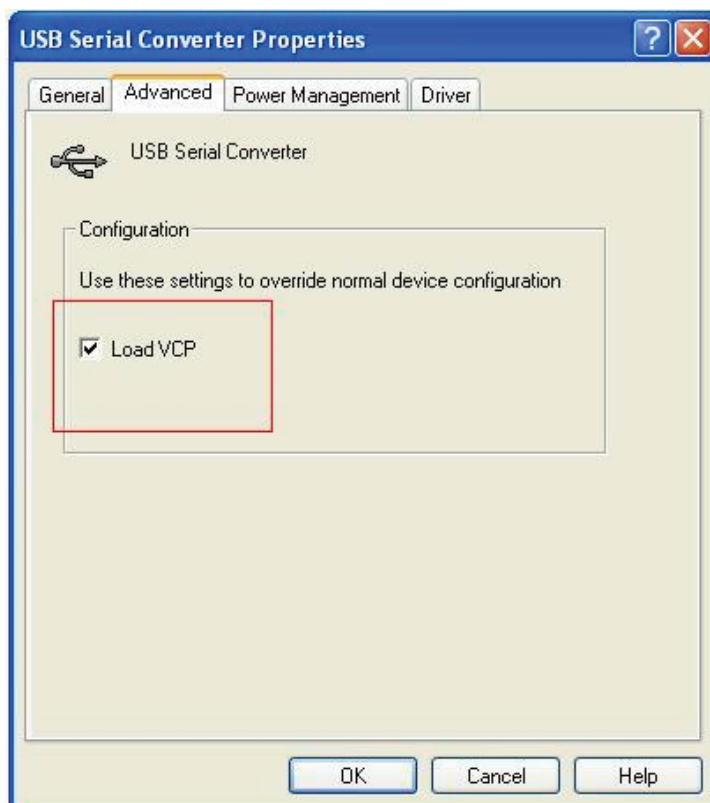 USB Serial Converter Properties
General Advanced Power Management Driver
USB Serial Converter
Configuration
Use these settings to override normal device configuration
Load VCP
OK Cancel Help